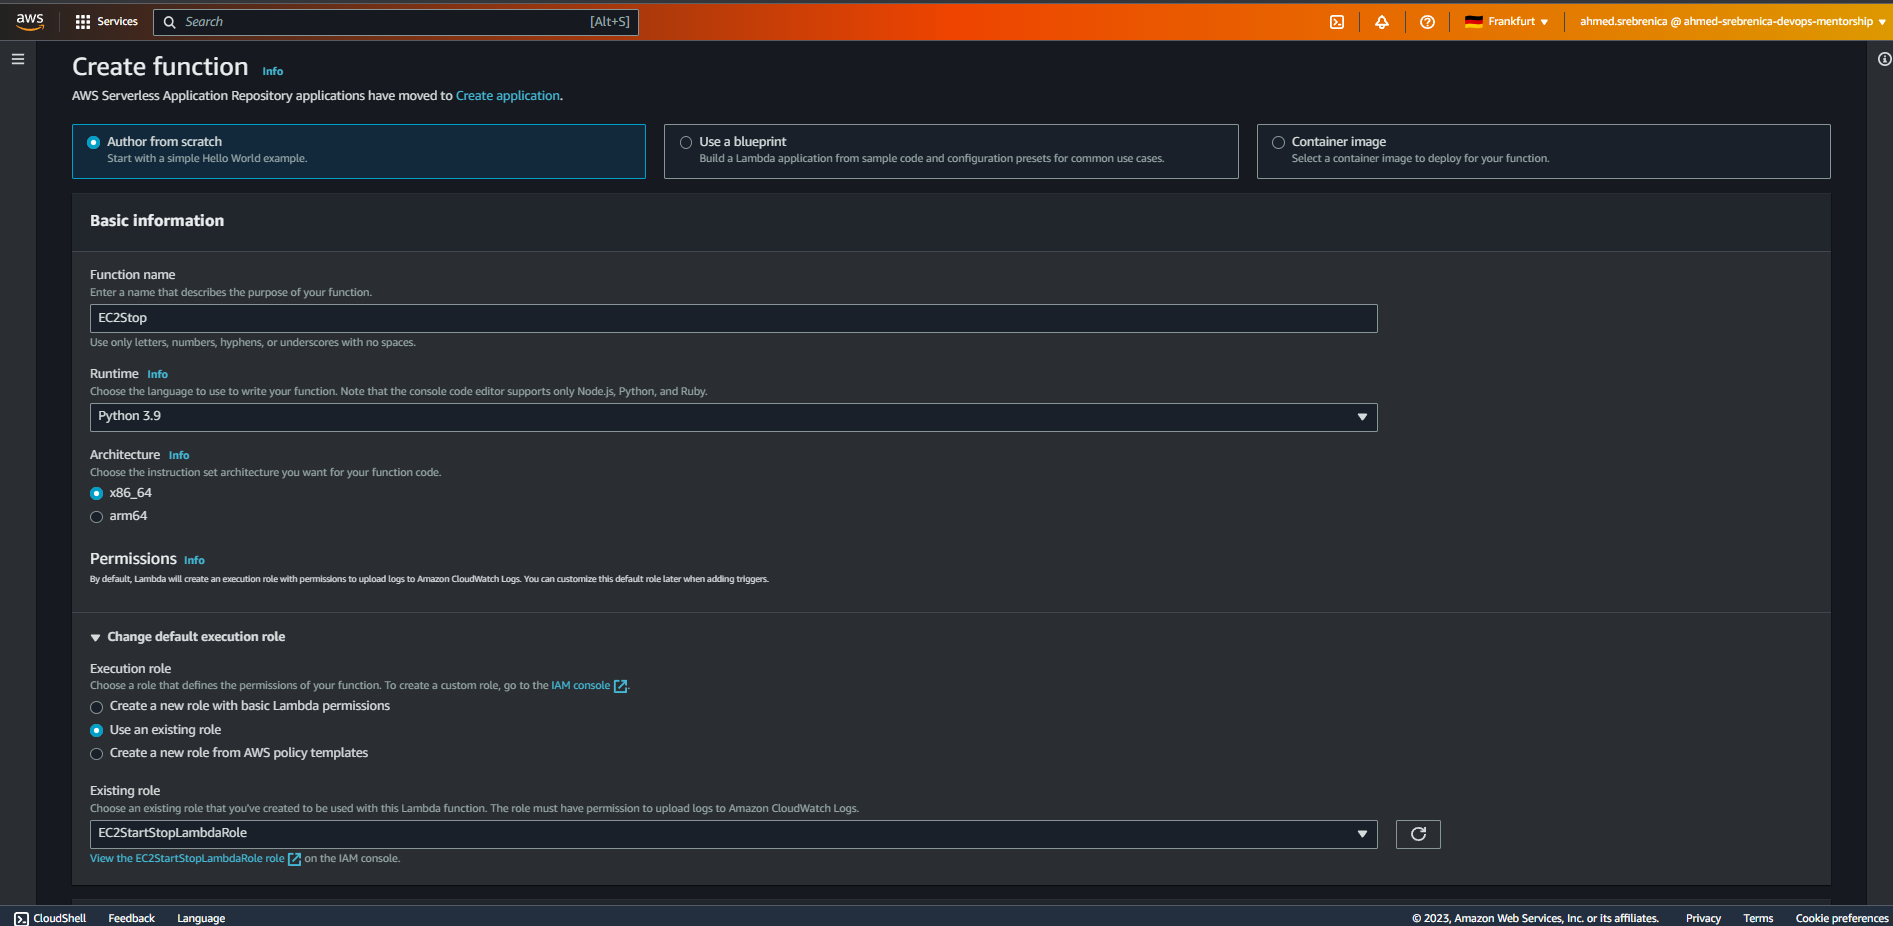 aws Services Search [Alt+S] Frankfurt ahmed.srebrenica @ ahmed-srebrenica-devops-mentorship
Create function Info
AWS Serverless Application Repository applications have moved to Create application.
Author from scratch
Start with a simple Hello World example.
Use a blueprint
Build a Lambda application from sample code and configuration presets for common use cases.
Container image
Select a container image to deploy for your function.
Basic information
Function name
Enter a name that describes the purpose of your function.
EC2Stop
Use only letters, numbers, hyphens, or underscores with no spaces.
Runtime Info
Choose the language to use to write your function. Note that the console code editor supports only Node.js, Python, and Ruby.
Python 3.9
Architecture Info
Choose the instruction set architecture you want for your function code.
x86_64
arm64
Permissions Info
By default, Lambda will create an execution role with permissions to upload logs to Amazon CloudWatch Logs. You can customize this default role later when adding triggers.
Change default execution role
Execution role
Choose a role that defines the permissions of your function. To create a custom role, go to the IAM console.
Create a new role with basic Lambda permissions
Use an existing role
Create a new role from AWS policy templates
Existing role
Choose an existing role that you've created to be used with this Lambda function. The role must have permission to upload logs to Amazon CloudWatch Logs.
EC2StartStopLambdaRole
View the EC2StartStopLambdaRole role on the IAM console.
CloudShell Feedback Language © 2023, Amazon Web Services, Inc. or its affiliates. Privacy Terms Cookie preferences